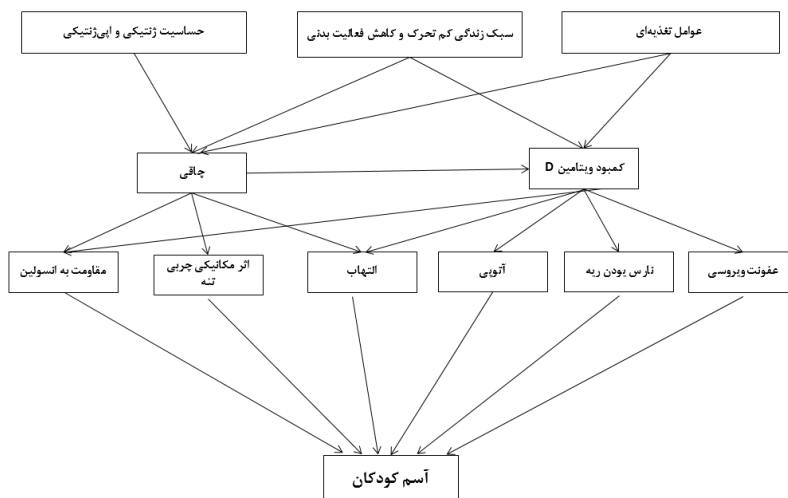 عوامل تغذیه‌ای
سبک زندگی کم تحرک و کاهش فعالیت بدنی
حساسیت ژنتیکی و اپی‌ژنتیکی
کمبود ویتامین D
چاقی
عفونت ویروسی
نارس بودن ریه
آتوپی
التهاب
اثر مکانیکی چربی
تنه
مقاومت به انسولین
آسم کودکان